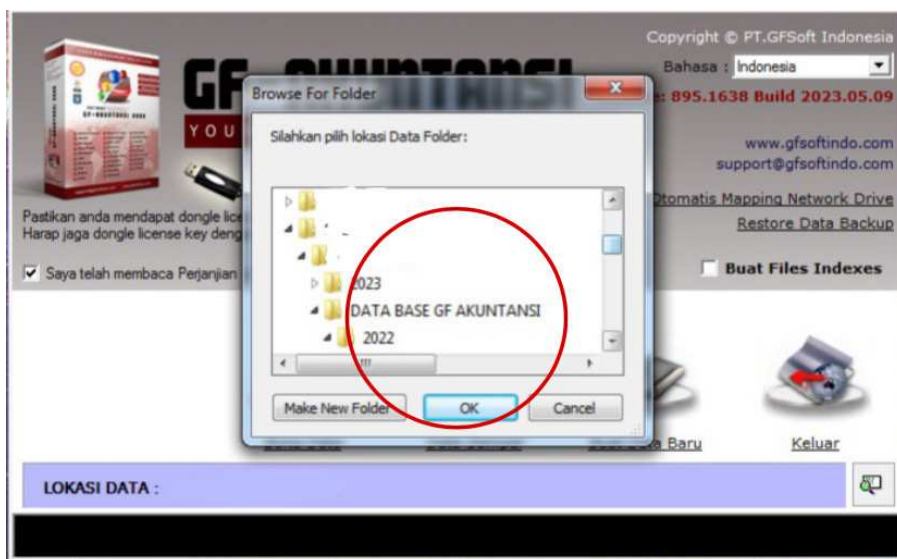 Copyright © PT.GFSoft Indonesia
GF AKUNTANSI
Bahasa : Indonesia
895.1638 Build 2023.05.09
YOU
www.gfsoftindo.com
support@gfsoftindo.com
Otomatis Mapping Network Drive
Restore Data Backup
Pastikan anda mendapat dongle lice
Harap jaga dongle license key deng
Saya telah membaca Perjanjian
Buat Files Indexes
Browse For Folder
Silahkan pilih lokasi Data Folder:
2023
DATA BASE GF AKUNTANSI
2022
Make New Folder
OK
Cancel
Baru
Keluar
LOKASI DATA :